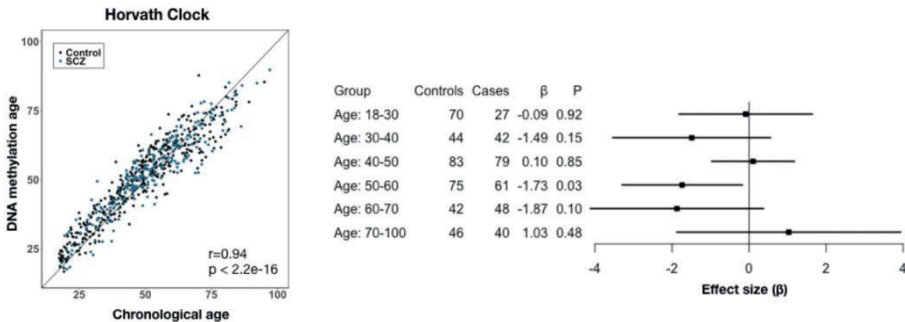 Horvath Clock
100
75
50
25
Control
SCZ
r=0.94
p < 2.2e-16
25 50 75 100
DNA methylation age
Chronological age
Group Controls Cases β P
Age: 18-30 70 27 -0.09 0.92
Age: 30-40 44 42 -1.49 0.15
Age: 40-50 83 79 0.10 0.85
Age: 50-60 75 61 -1.73 0.03
Age: 60-70 42 48 -1.87 0.10
Age: 70-100 46 40 1.03 0.48
-4 -2 0 2 4
Effect size (β)